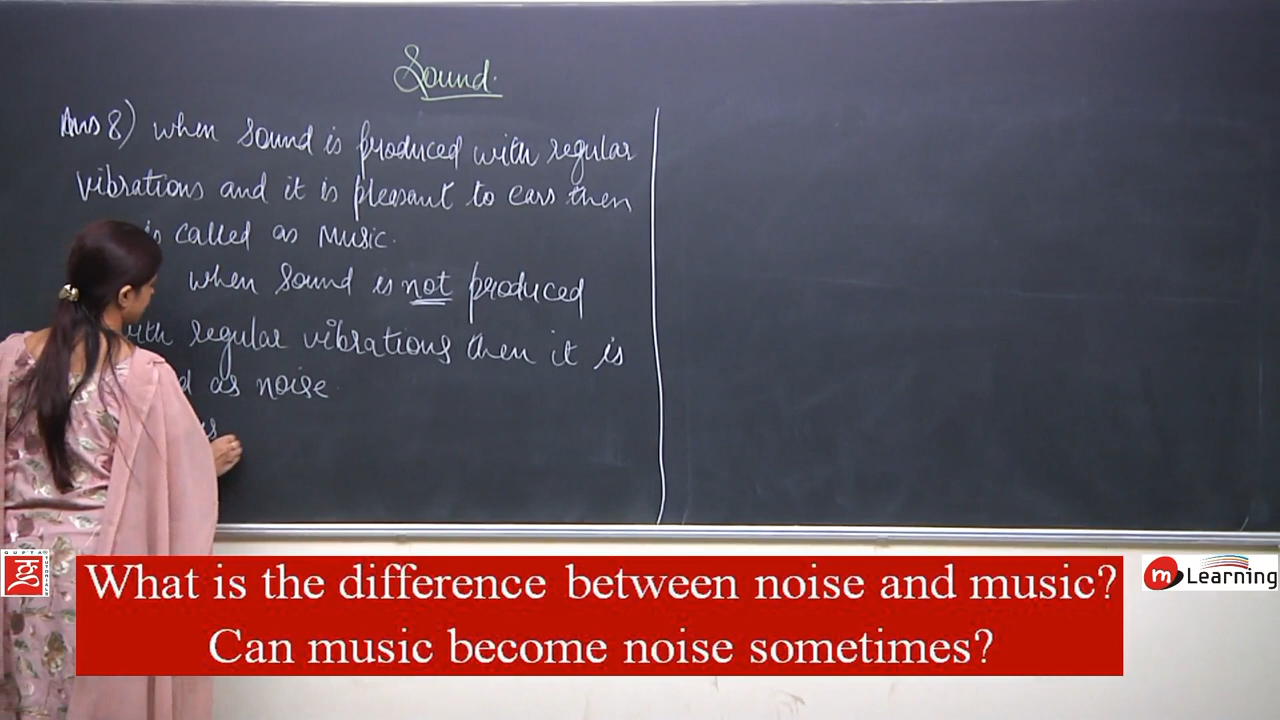 Sound.
Ans 8) when sound is produced with regular
vibrations and it is pleasant to ears then
is called as Music.
when sound is not produced
regular vibrations then it is
as noise.
GUPTA
TUTORIALS
What is the difference between noise and music?
Can music become noise sometimes?
m Learning